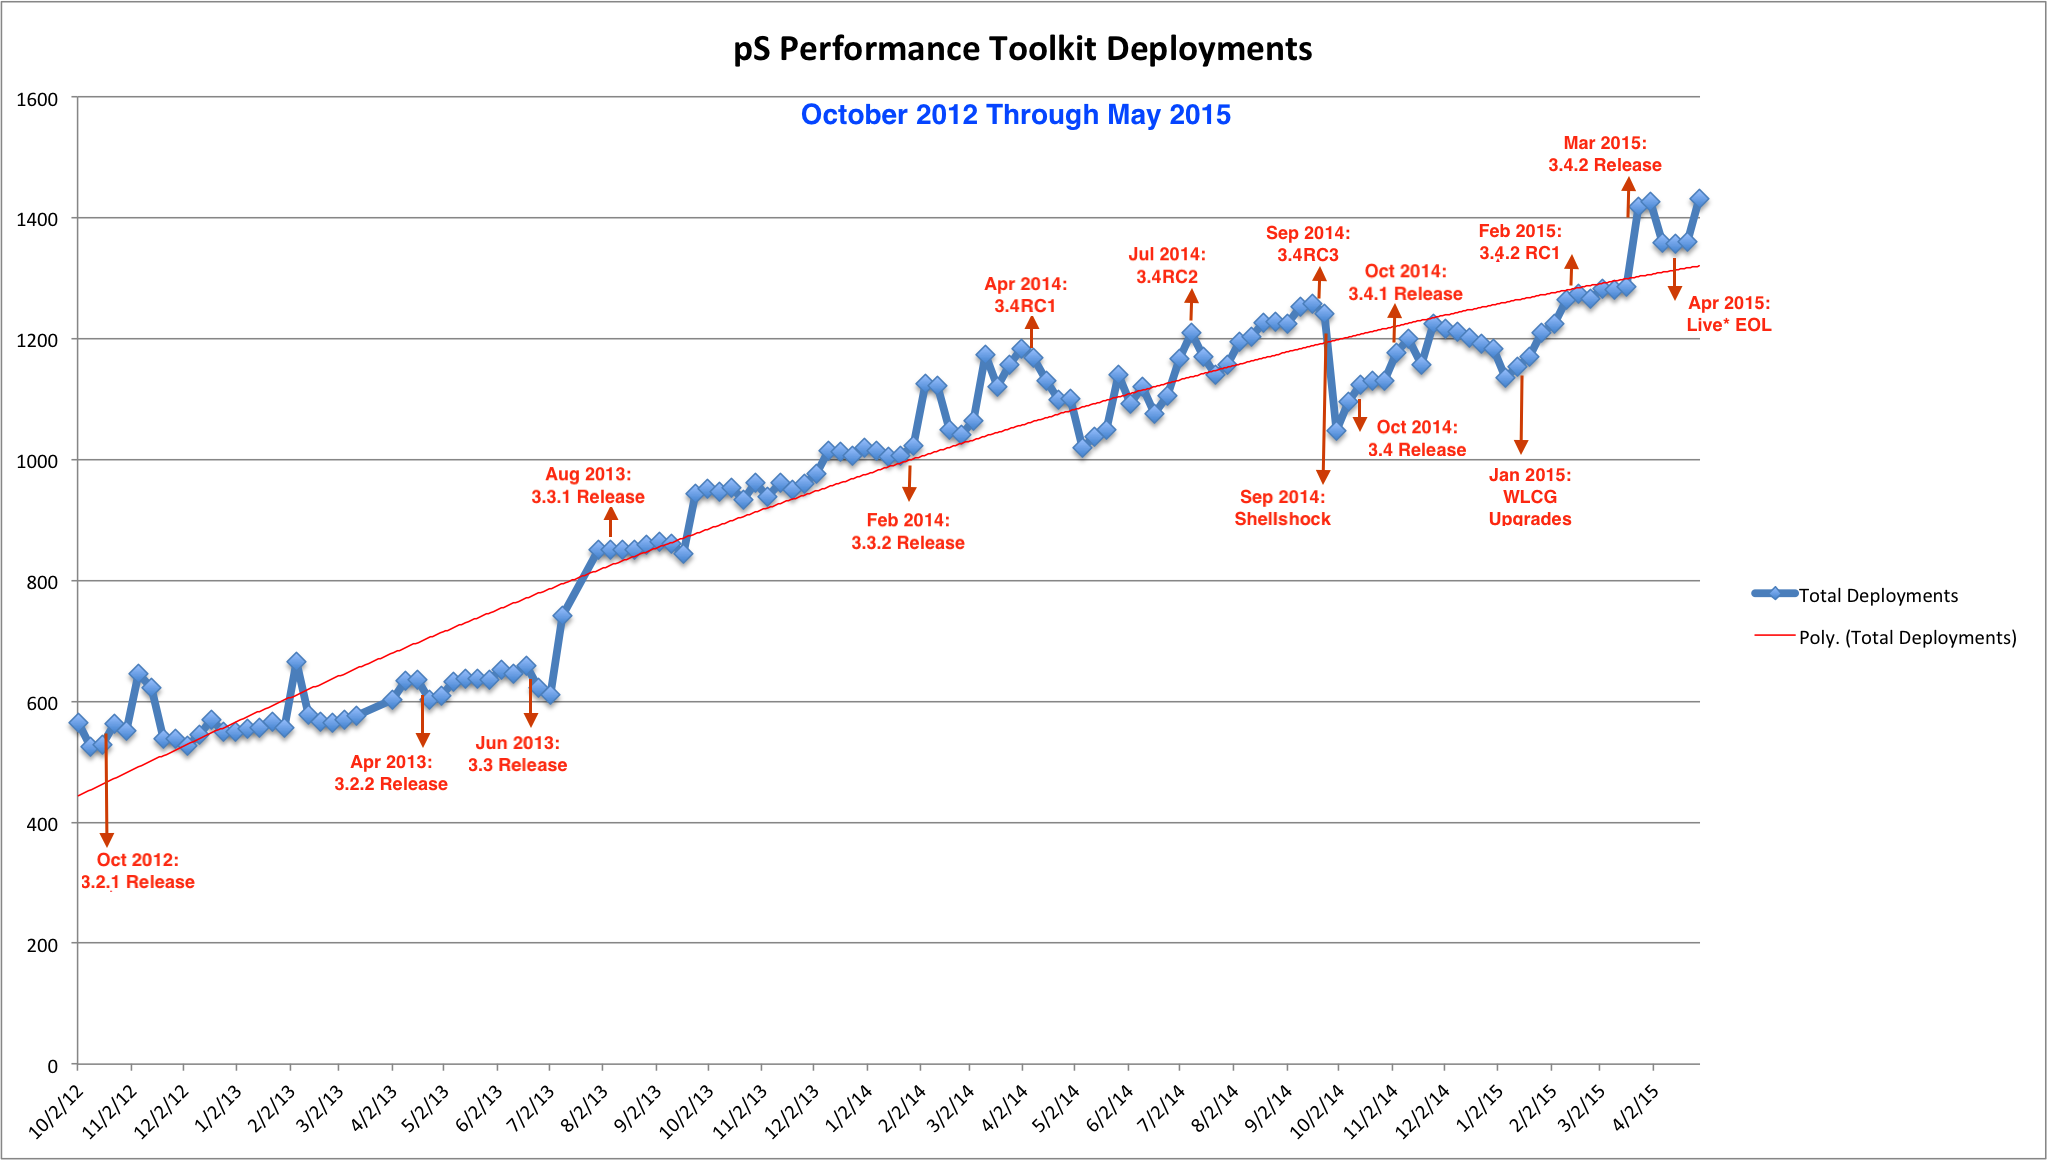 pS Performance Toolkit Deployments
October 2012 Through May 2015
1600
1400
1200
1000
800
600
400
200
0
Mar 2015:
3.4.2 Release
Feb 2015:
3.4.2 RC1
Sep 2014:
3.4RC3
Jul 2014:
3.4RC2
Oct 2014:
3.4.1 Release
Apr 2014:
3.4RC1
Apr 2015:
Live* EOL
Oct 2014:
3.4 Release
Aug 2013:
3.3.1 Release
Jan 2015:
WLCG
Upgrades
Sep 2014:
Shellshock
Feb 2014:
3.3.2 Release
Jun 2013:
3.3 Release
Apr 2013:
3.2.2 Release
Oct 2012:
3.2.1 Release
Total Deployments
Poly. (Total Deployments)
10/2/12
11/2/12
12/2/12
1/2/13
2/2/13
3/2/13
4/2/13
5/2/13
6/2/13
7/2/13
8/2/13
9/2/13
10/2/13
11/2/13
12/2/13
1/2/14
2/2/14
3/2/14
4/2/14
5/2/14
6/2/14
7/2/14
8/2/14
9/2/14
10/2/14
11/2/14
12/2/14
1/2/15
2/2/15
3/2/15
4/2/15